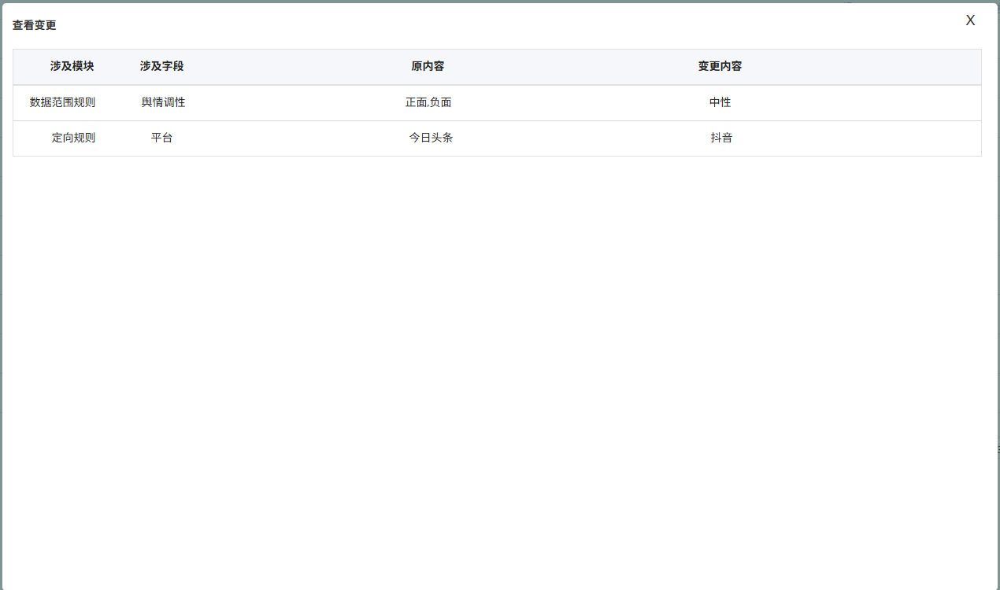 查看变更
X
涉及模块 涉及字段 原内容 变更内容
数据范围规则 舆情调性 正面,负面 中性
定向规则 平台 今日头条 抖音